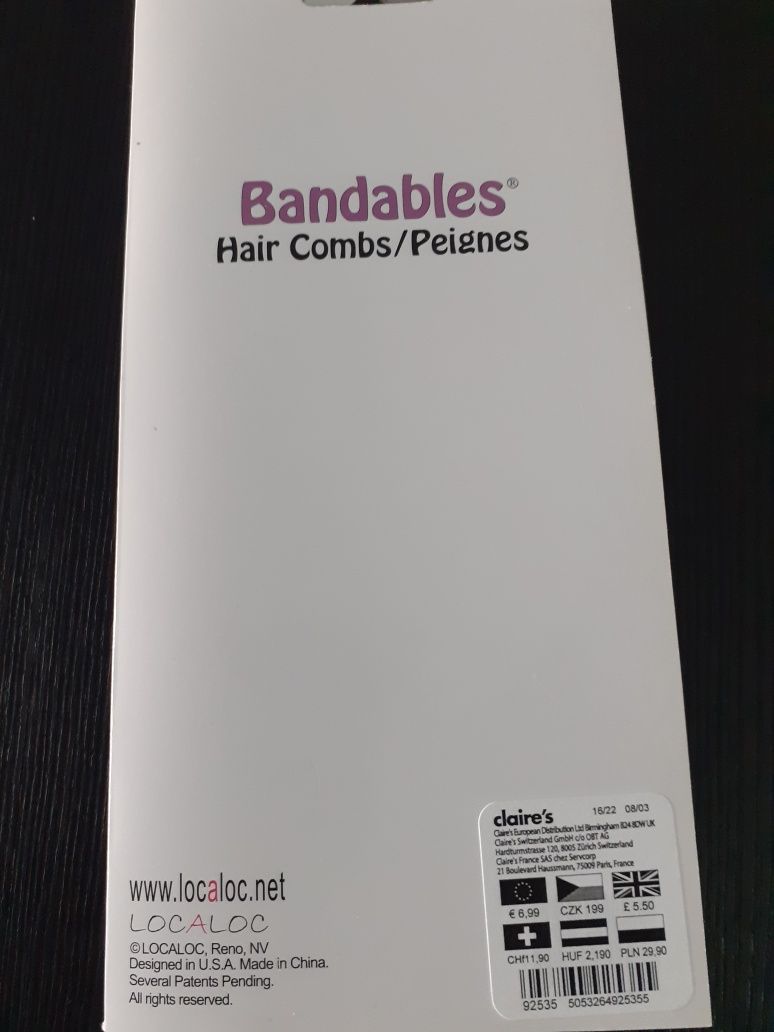 Bandables®
Hair Combs/Peignes
www.localoc.net
LOCALOC
©LOCALOC, Reno, NV
Designed in U.S.A. Made in China.
Several Patents Pending.
All rights reserved.
claire's 16/22 08/03
Claire's European Distribution Ltd Birmingham B24 8DW UK
Claire's Switzerland GmbH c/o OBT AG
Hardturmstrasse 120, 8005 Zürich Switzerland
Claire's France SAS chez Servcorp
21 Boulevard Haussmann, 75009 Paris, France
€ 6,99 CZK 199 £ 5.50
CHf11,90 HUF 2,190 PLN 29,90
92535 5053264925355